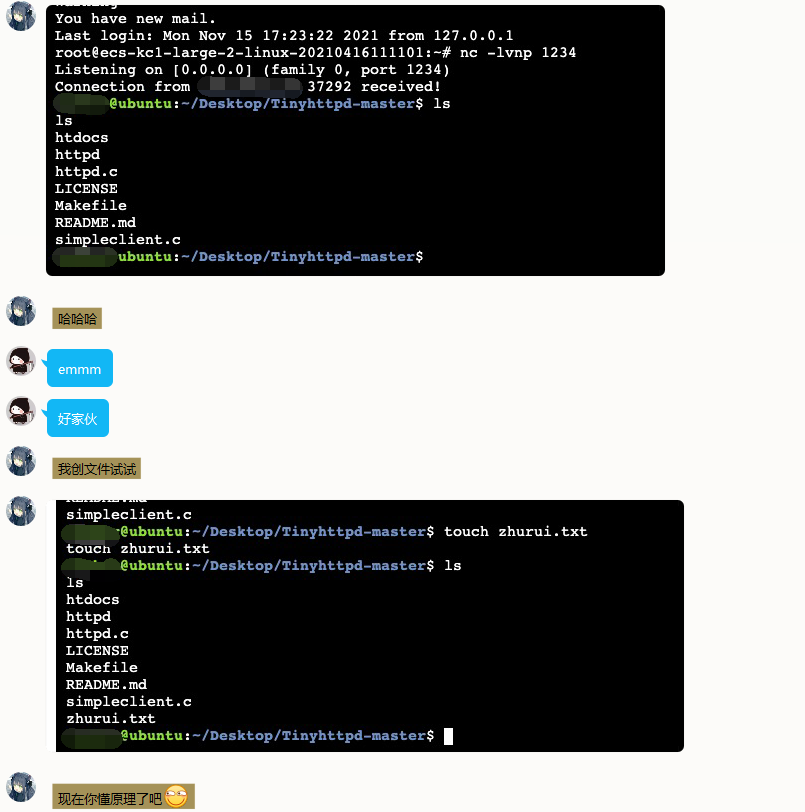 You have new mail.
Last login: Mon Nov 15 17:23:22 2021 from 127.0.0.1
root@ecs-kc1-large-2-linux-20210416111101:~# nc -lvnp 1234
Listening on [0.0.0.0] (family 0, port 1234)
Connection from 37292 received!
@ubuntu:~/Desktop/Tinyhttpd-master$ ls
ls
htdocs
httpd
httpd.c
LICENSE
Makefile
README.md
simpleclient.c
ubuntu:~/Desktop/Tinyhttpd-master$
哈哈哈
emmm
好家伙
我创文件试试
README.md
simpleclient.c
@ubuntu:~/Desktop/Tinyhttpd-master$ touch zhurui.txt
touch zhurui.txt
@ubuntu:~/Desktop/Tinyhttpd-master$ ls
ls
htdocs
httpd
httpd.c
LICENSE
Makefile
README.md
simpleclient.c
zhurui.txt
@ubuntu:~/Desktop/Tinyhttpd-master$
现在你懂原理了吧